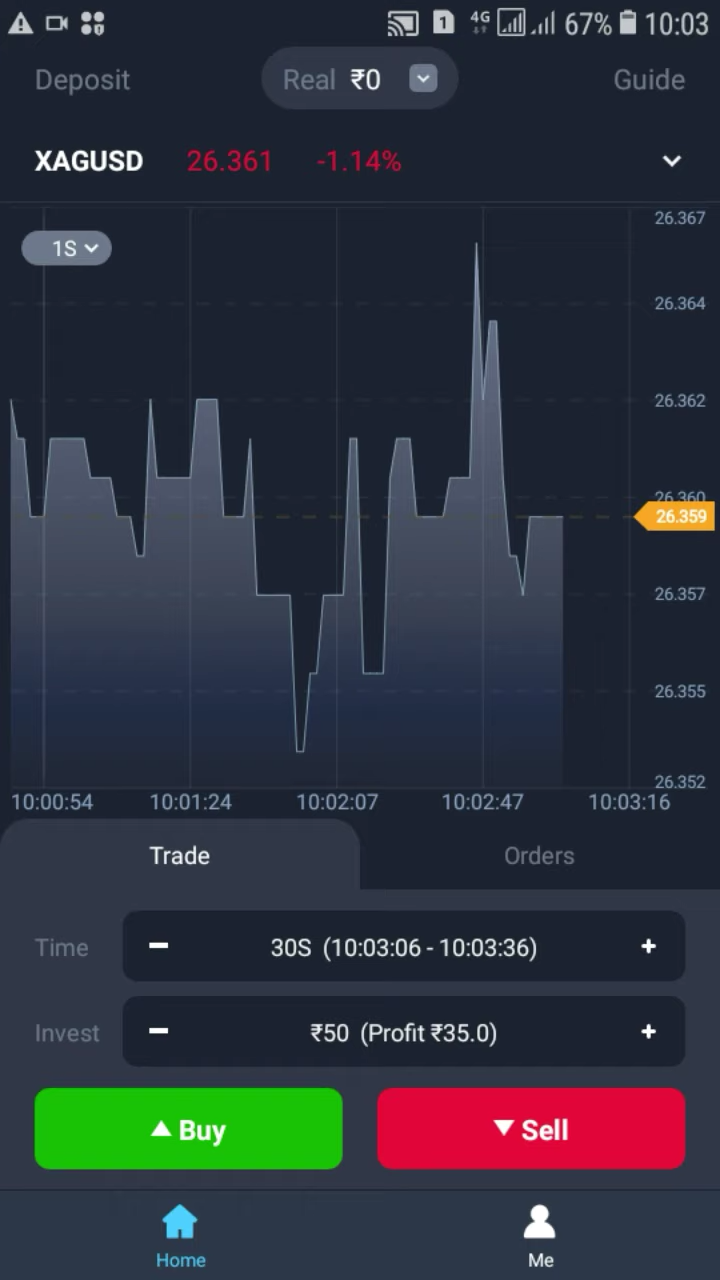 1 4G 67% 10:03
Deposit Real ₹0 Guide
XAGUSD 26.361 -1.14%
26.367
1S
26.364
26.362
26.360
26.359
26.357
26.355
26.352
10:00:54 10:01:24 10:02:07 10:02:47 10:03:16
Trade Orders
Time − 30S (10:03:06 - 10:03:36) +
Invest − ₹50 (Profit ₹35.0) +
▲ Buy ▼ Sell
Home Me